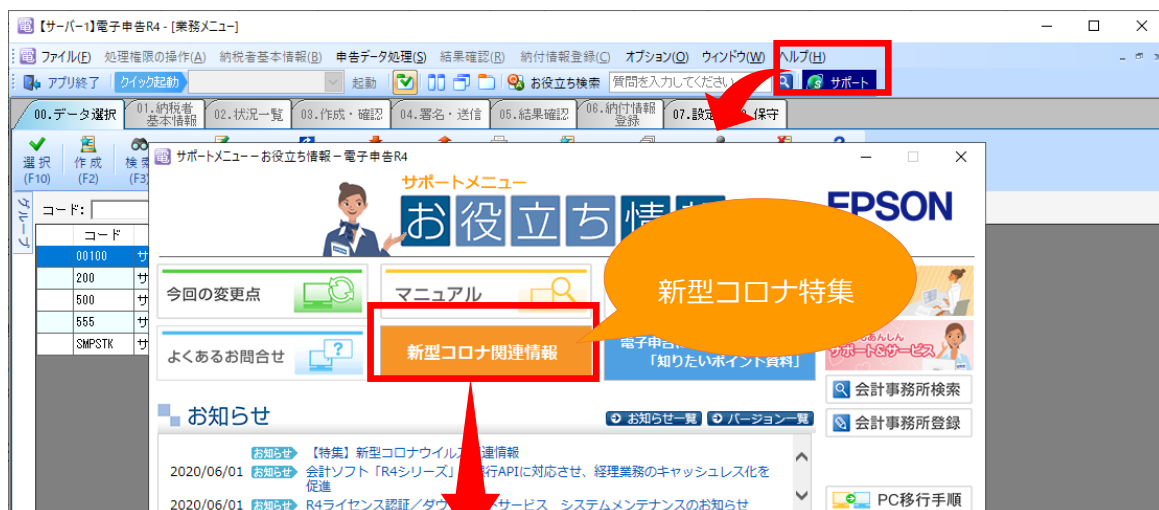 【サーバー1】電子申告R4 - [業務メニュー]
ファイル(F) 処理権限の操作(A) 納税者基本情報(B) 申告データ処理(S) 結果確認(R) 納付情報登録(C) オプション(O) ウィンドウ(W) ヘルプ(H)
アプリ終了 クイック起動 起動 お役立ち検索 質問を入力してください サポート
00.データ選択 01.納税者基本情報 02.状況一覧 03.作成・確認 04.署名・送信 05.結果確認 06.納付情報登録 07.設定 保守
選択 作成 検索
(F10) (F2) (F3)
グループ
コード:
コード
00100 サ
200 サ
500 サ
555 サ
SMPSTK サ
サポートメニュー－お役立ち情報－電子申告R4
サポートメニュー
お役立ち情報
EPSON
今回の変更点
マニュアル
新型コロナ特集
よくあるお問合せ
新型コロナ関連情報
電子申告
「知りたいポイント資料」
あんしん
サポート&サービス
会計事務所検索
会計事務所登録
お知らせ
お知らせ一覧 バージョン一覧
お知らせ 【特集】新型コロナウイルス 連情報
2020/06/01 お知らせ 会計ソフト「R4シリーズ」 行APIに対応させ、経理業務のキャッシュレス化を
促進
2020/06/01 お知らせ R4ライセンス認証／ダウ トサービス システムメンテナンスのお知らせ
PC移行手順